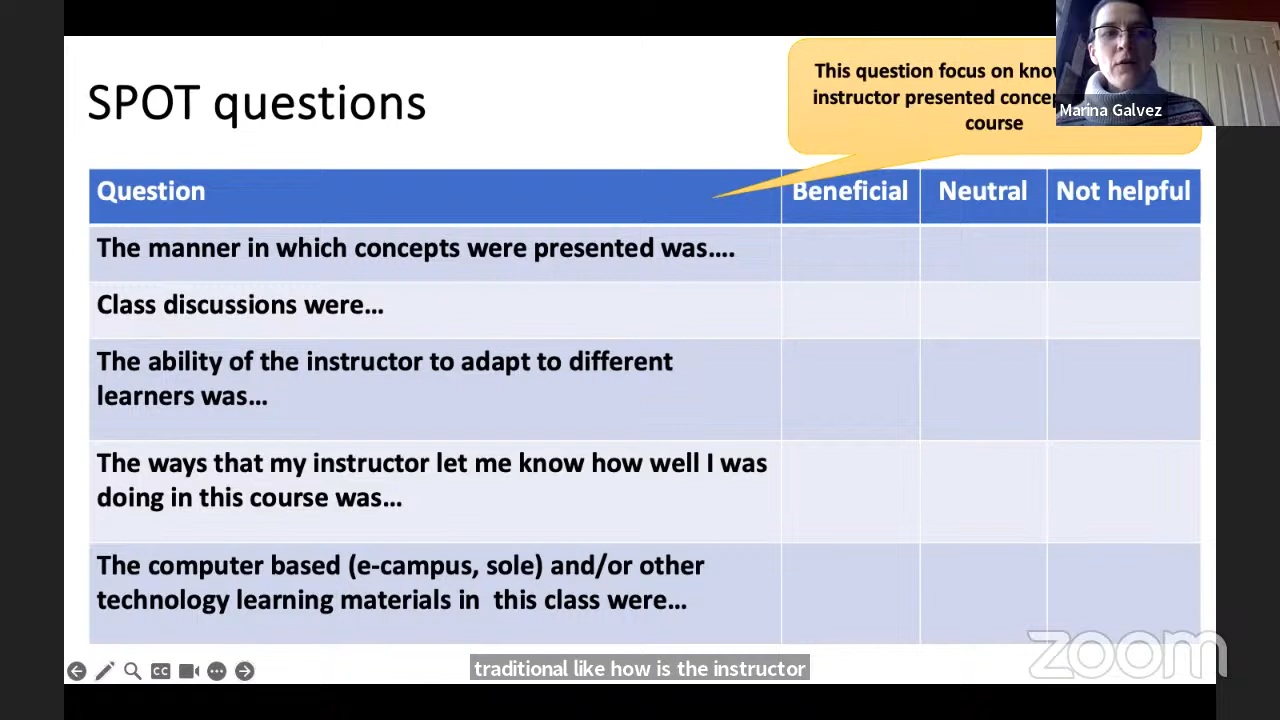 SPOT questions
This question focus on
instructor presented
course
Marina Galvez
Question
Beneficial
Neutral
Not helpful
The manner in which concepts were presented was....
Class discussions were...
The ability of the instructor to adapt to different
learners was...
The ways that my instructor let me know how well I was
doing in this course was...
The computer based (e-campus, sole) and/or other
technology learning materials in this class were...
CC
traditional like how is the instructor
zoom